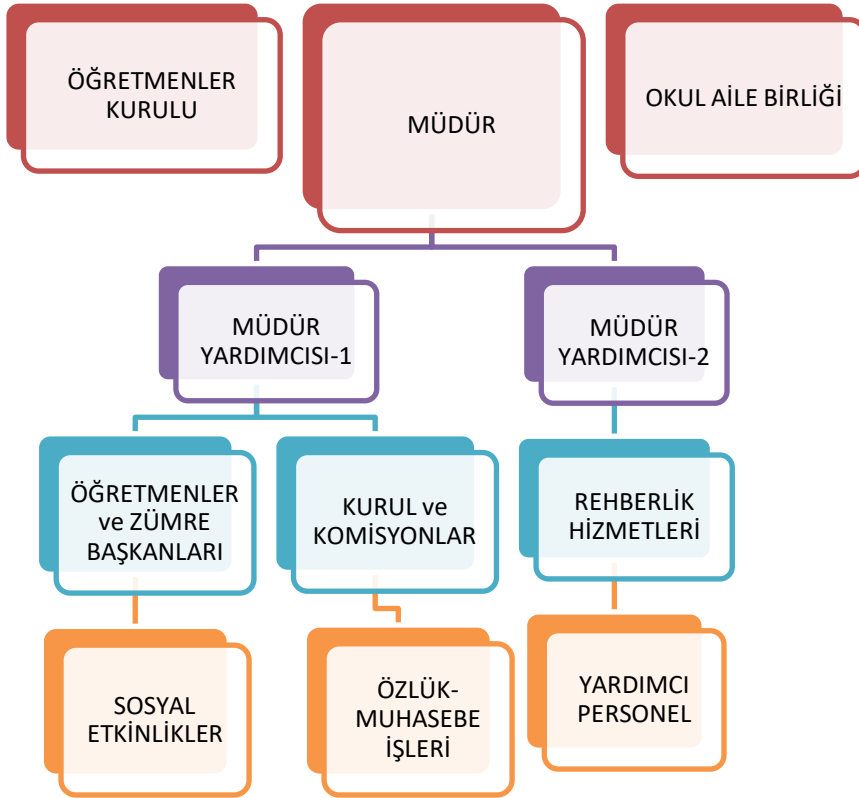 ÖĞRETMENLER
KURULU
MÜDÜR
OKUL AİLE BİRLİĞİ
MÜDÜR
YARDIMCISI-1
MÜDÜR
YARDIMCISI-2
ÖĞRETMENLER
ve ZÜMRE
BAŞKANLARI
KURUL ve
KOMİSYONLAR
REHBERLİK
HİZMETLERİ
SOSYAL
ETKİNLİKLER
ÖZLÜK-
MUHASEBE
İŞLERİ
YARDIMCI
PERSONEL